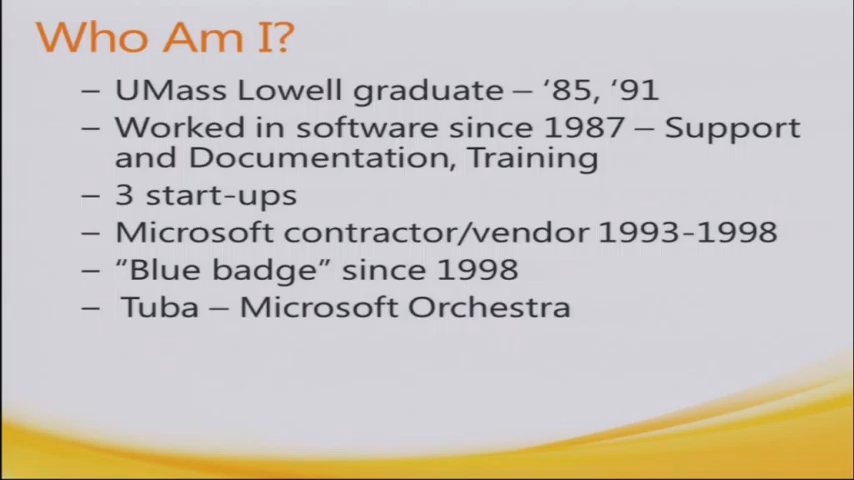 Who Am I?
– UMass Lowell graduate – ‘85, ‘91
– Worked in software since 1987 – Support
and Documentation, Training
– 3 start-ups
– Microsoft contractor/vendor 1993-1998
– “Blue badge” since 1998
– Tuba – Microsoft Orchestra